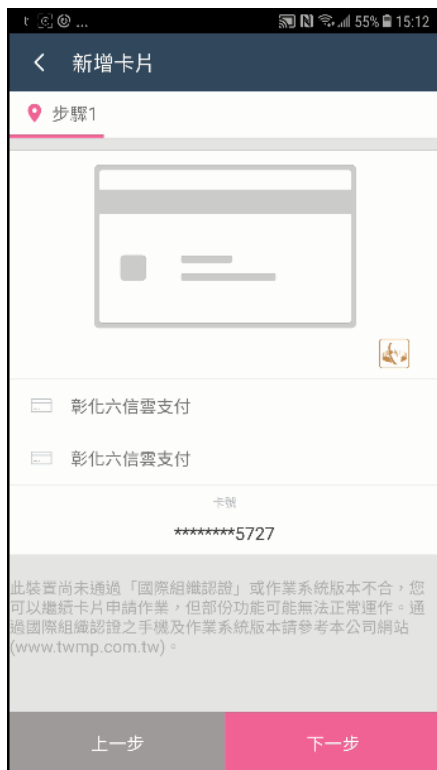 t ...
55% 15:12
新增卡片
步驟1
彰化六信雲支付
彰化六信雲支付
卡號
********5727
此裝置尚未通過「國際組織認證」或作業系統版本不合，您
可以繼續卡片申請作業，但部份功能可能無法正常運作。通
過國際組織認證之手機及作業系統版本請參考本公司網站
(www.twmp.com.tw)。
上一步
下一步